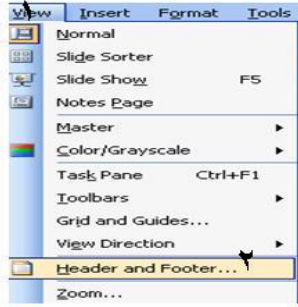 View Insert Format Tools
Normal
Slide Sorter
Slide Show F5
Notes Page
Master
Color/Grayscale
Task Pane Ctrl+F1
Toolbars
Grid and Guides...
View Direction
Header and Footer...
Zoom...